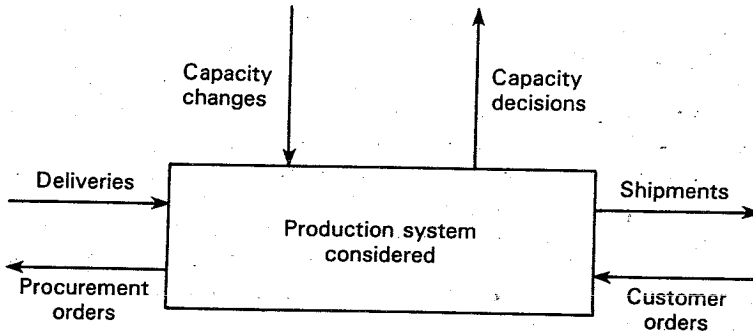 Capacity
changes
Capacity
decisions
Deliveries
Shipments
Production system
considered
Procurement
orders
Customer
orders